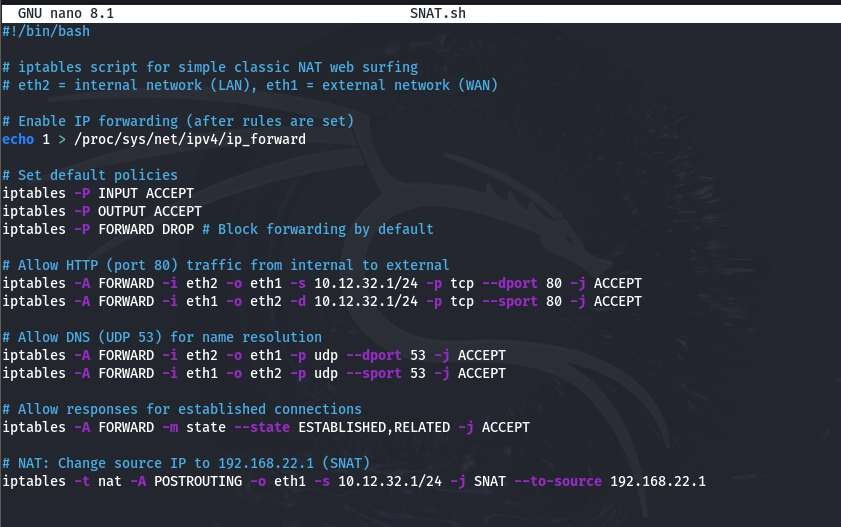 GNU nano 8.1 SNAT.sh
#!/bin/bash
# iptables script for simple classic NAT web surfing
# eth2 = internal network (LAN), eth1 = external network (WAN)
# Enable IP forwarding (after rules are set)
echo 1 > /proc/sys/net/ipv4/ip_forward
# Set default policies
iptables -P INPUT ACCEPT
iptables -P OUTPUT ACCEPT
iptables -P FORWARD DROP # Block forwarding by default
# Allow HTTP (port 80) traffic from internal to external
iptables -A FORWARD -i eth2 -o eth1 -s 10.12.32.1/24 -p tcp --dport 80 -j ACCEPT
iptables -A FORWARD -i eth1 -o eth2 -d 10.12.32.1/24 -p tcp --sport 80 -j ACCEPT
# Allow DNS (UDP 53) for name resolution
iptables -A FORWARD -i eth2 -o eth1 -p udp --dport 53 -j ACCEPT
iptables -A FORWARD -i eth1 -o eth2 -p udp --sport 53 -j ACCEPT
# Allow responses for established connections
iptables -A FORWARD -m state --state ESTABLISHED,RELATED -j ACCEPT
# NAT: Change source IP to 192.168.22.1 (SNAT)
iptables -t nat -A POSTROUTING -o eth1 -s 10.12.32.1/24 -j SNAT --to-source 192.168.22.1